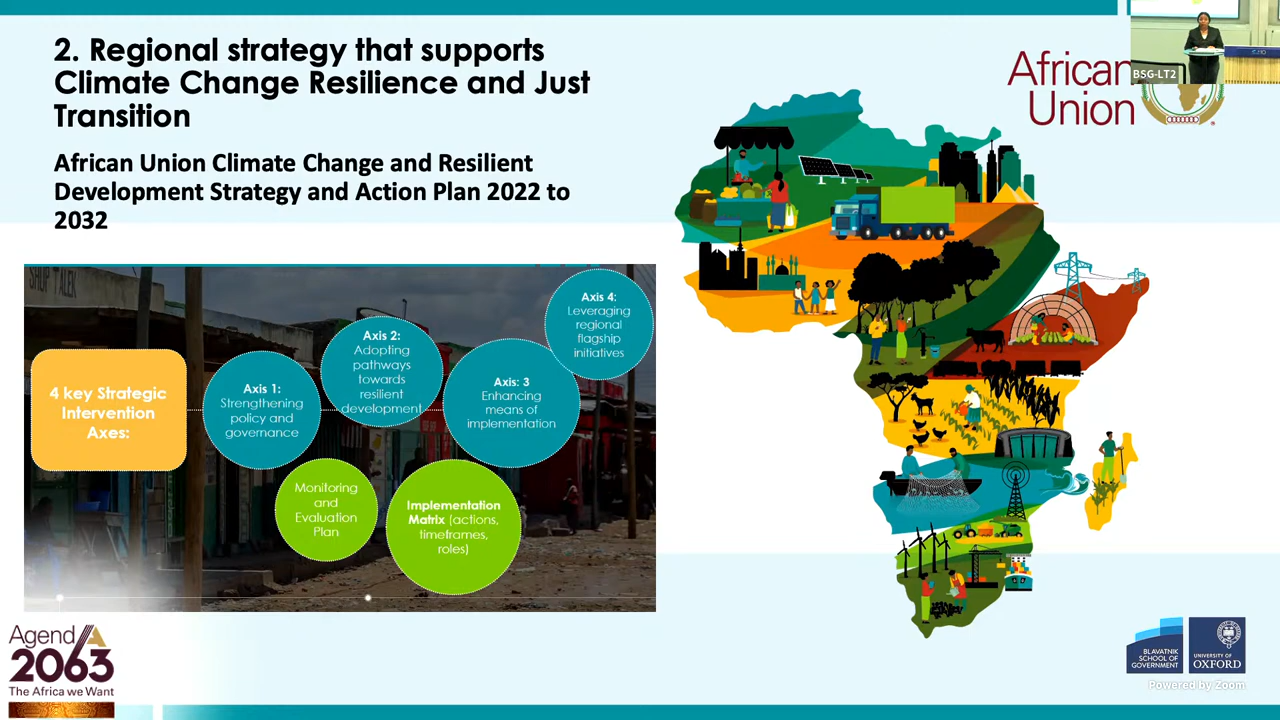 2. Regional strategy that supports
Climate Change Resilience and Just
Transition
African Union Climate Change and Resilient
Development Strategy and Action Plan 2022 to
2032
African
Union
BSG-LT2
SHOP TALEX
4 key Strategic
Intervention
Axes:
Axis 1:
Strengthening
policy and
governance
Axis 2:
Adopting
pathways
towards
resilient
development
Axis: 3
Enhancing
means of
implementation
Axis 4:
Leveraging
regional
flagship
initiatives
Monitoring
and
Evaluation
Plan
Implementation
Matrix (actions,
timeframes,
roles)
AgendA
2063
The Africa we Want
BLAVATNIK
SCHOOL OF
GOVERNMENT
UNIVERSITY OF
OXFORD
Powered by Zoom